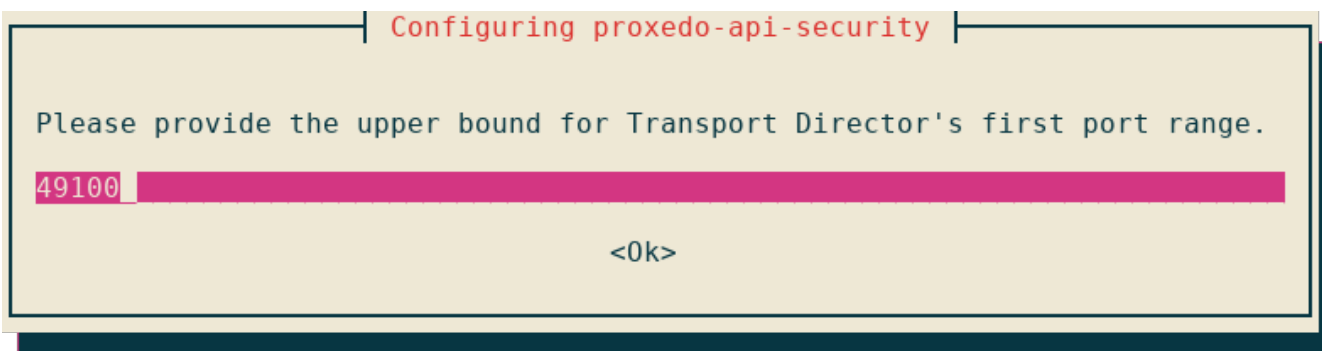 Configuring proxedo-api-security
Please provide the upper bound for Transport Director's first port range.
49100
<Ok>